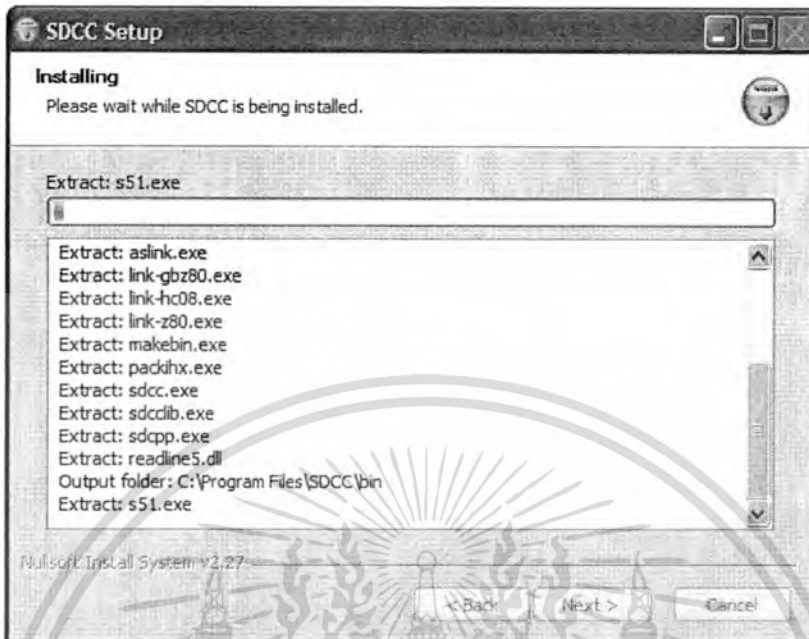 SDCC Setup
Installing
Please wait while SDCC is being installed.
Extract: s51.exe
Extract: aslink.exe
Extract: link-gbz80.exe
Extract: link-hc08.exe
Extract: link-z80.exe
Extract: makebin.exe
Extract: packihx.exe
Extract: sdcc.exe
Extract: sdcclib.exe
Extract: sdcpp.exe
Extract: readline5.dll
Output folder: C:\Program Files\SDCC\bin
Extract: s51.exe
Nullsoft Install System v2.27
< Back
Next >
Cancel